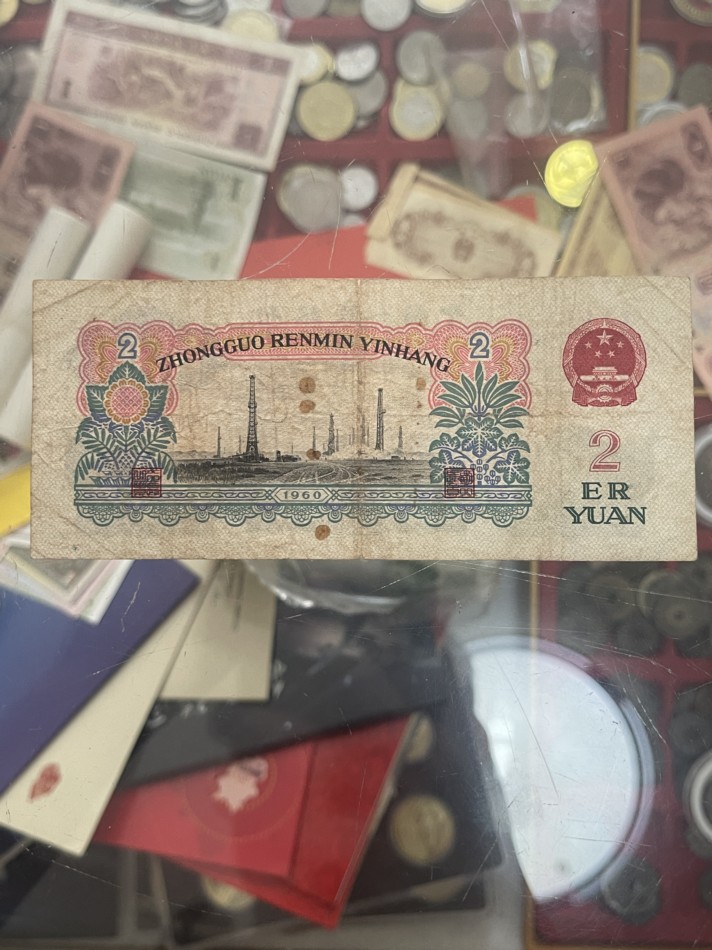 2
ZHONGGUO RENMIN YINHANG
2
1960
2
ER
YUAN